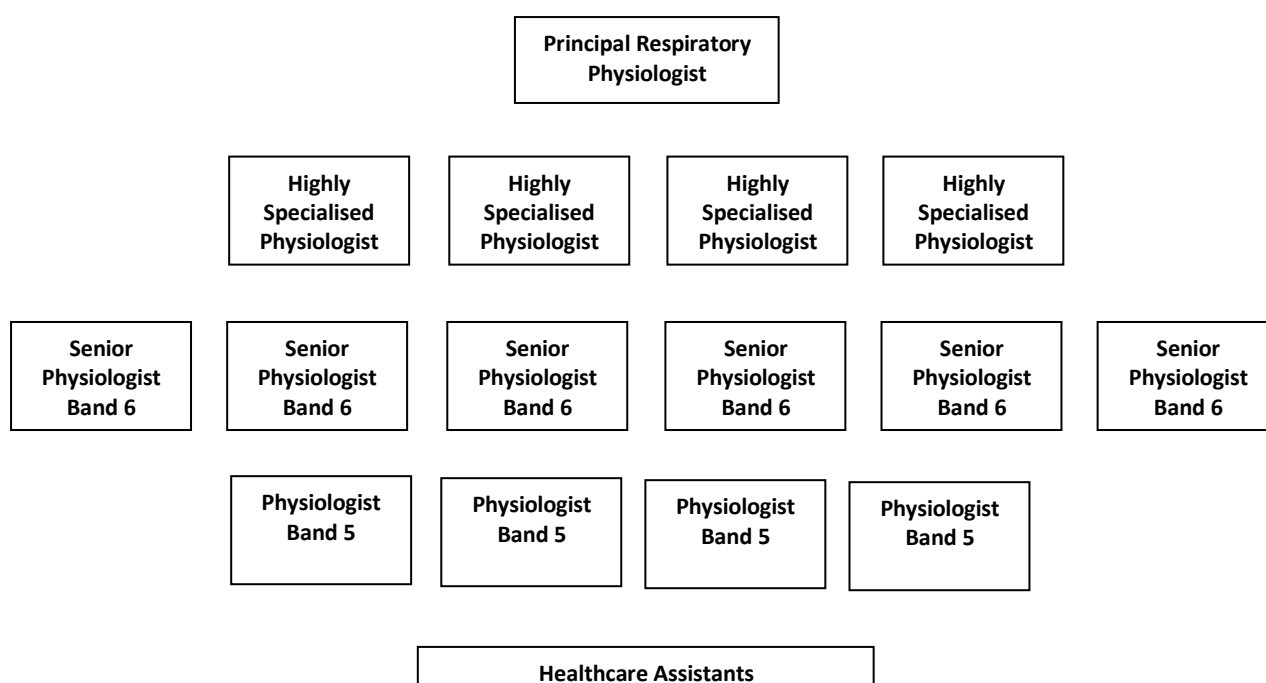 Principal Respiratory
Physiologist
Highly
Specialised
Physiologist
Highly
Specialised
Physiologist
Highly
Specialised
Physiologist
Highly
Specialised
Physiologist
Senior
Physiologist
Band 6
Senior
Physiologist
Band 6
Senior
Physiologist
Band 6
Senior
Physiologist
Band 6
Senior
Physiologist
Band 6
Senior
Physiologist
Band 6
Physiologist
Band 5
Physiologist
Band 5
Physiologist
Band 5
Physiologist
Band 5
Healthcare Assistants